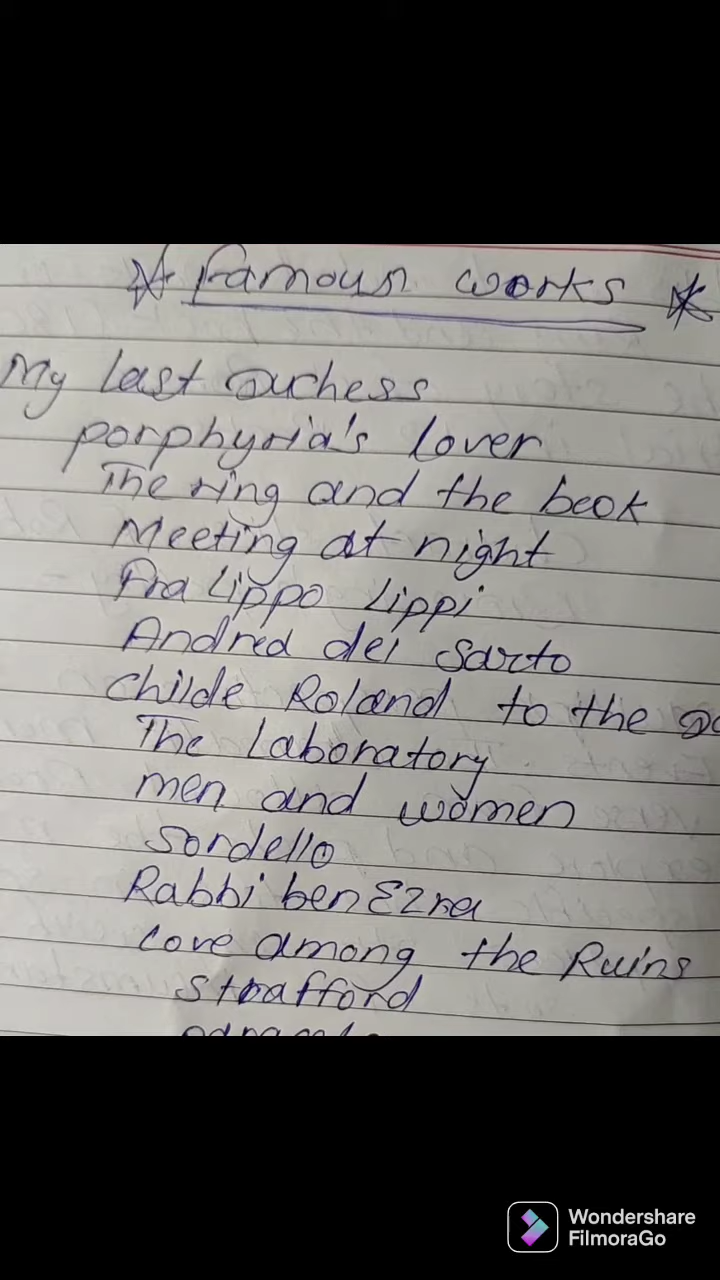 Famous works
My last Duchess
porphyria's lover
The ring and the book
Meeting at night
Fra Lippo Lippi
Andrea del Sarto
Childe Roland to the
The Laboratory
men and women
Sordello
Rabbi ben Ezra
Love among the Ruins
Strafford
Wondershare
FilmoraGo